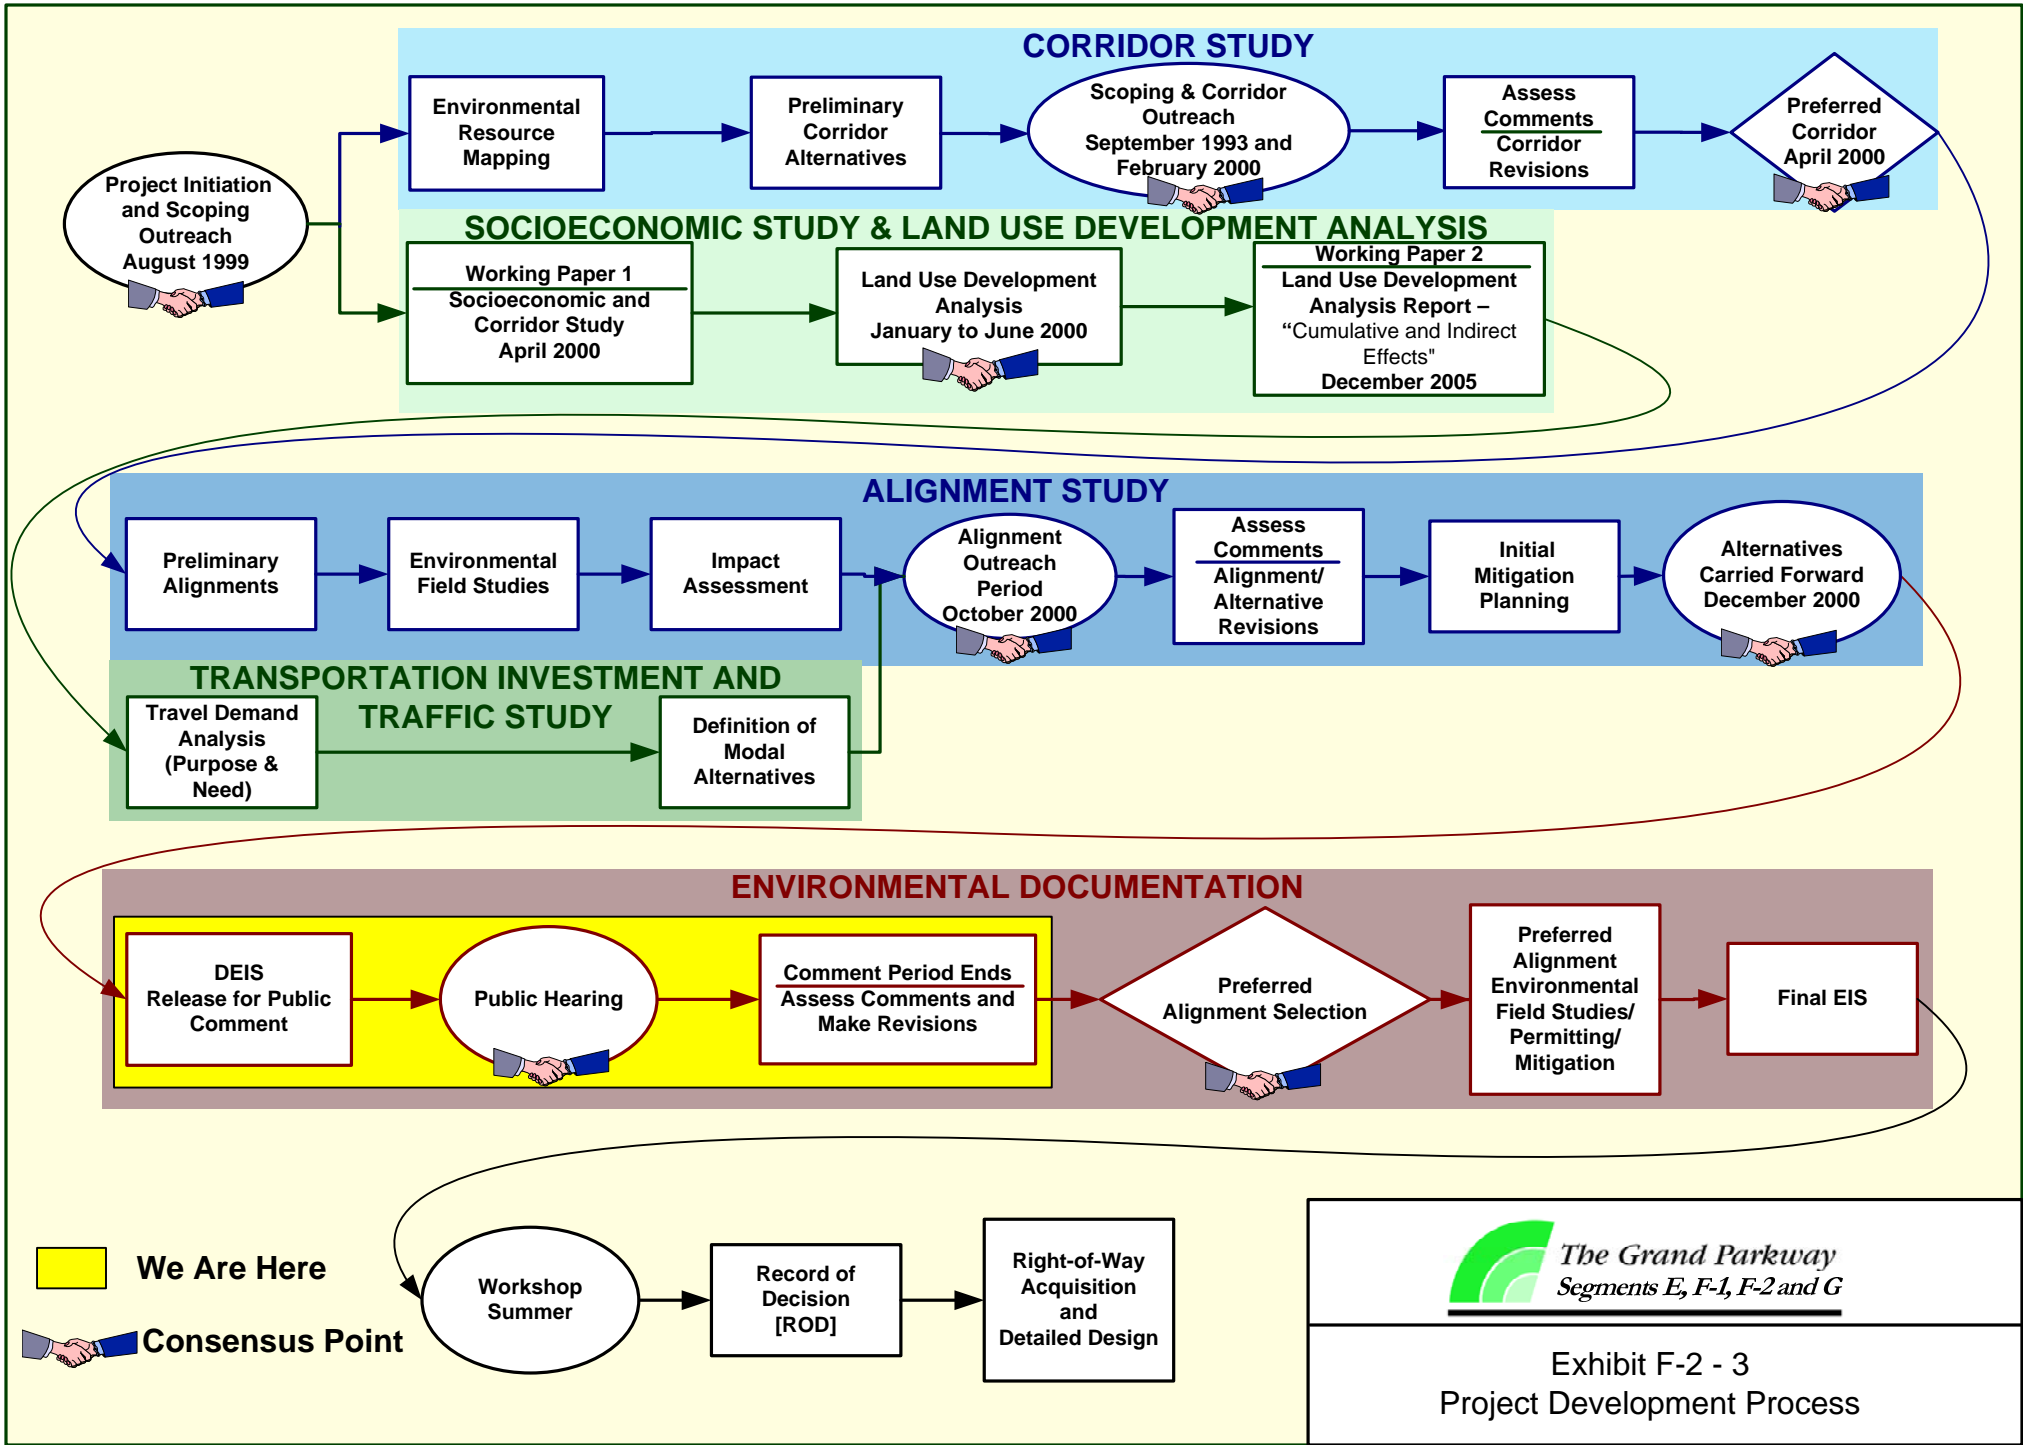 CORRIDOR STUDY
Environmental
Resource
Mapping
Preliminary
Corridor
Alternatives
Scoping & Corridor
Outreach
September 1993 and
February 2000
Assess
Comments
Corridor
Revisions
Preferred
Corridor
April 2000
Project Initiation
and Scoping
Outreach
August 1999
SOCIOECONOMIC STUDY & LAND USE DEVELOPMENT ANALYSIS
Working Paper 1
Socioeconomic and
Corridor Study
April 2000
Land Use Development
Analysis
January to June 2000
Working Paper 2
Land Use Development
Analysis Report –
“Cumulative and Indirect
Effects"
December 2005
ALIGNMENT STUDY
Preliminary
Alignments
Environmental
Field Studies
Impact
Assessment
Alignment
Outreach
Period
October 2000
Assess
Comments
Alignment/
Alternative
Revisions
Initial
Mitigation
Planning
Alternatives
Carried Forward
December 2000
TRANSPORTATION INVESTMENT AND
TRAFFIC STUDY
Travel Demand
Analysis
(Purpose &
Need)
Definition of
Modal
Alternatives
ENVIRONMENTAL DOCUMENTATION
DEIS
Release for Public
Comment
Public Hearing
Comment Period Ends
Assess Comments and
Make Revisions
Preferred
Alignment Selection
Preferred
Alignment
Environmental
Field Studies/
Permitting/
Mitigation
Final EIS
We Are Here
Consensus Point
Workshop
Summer
Record of
Decision
[ROD]
Right-of-Way
Acquisition
and
Detailed Design
The Grand Parkway
Segments E, F-1, F-2 and G
Exhibit F-2 - 3
Project Development Process